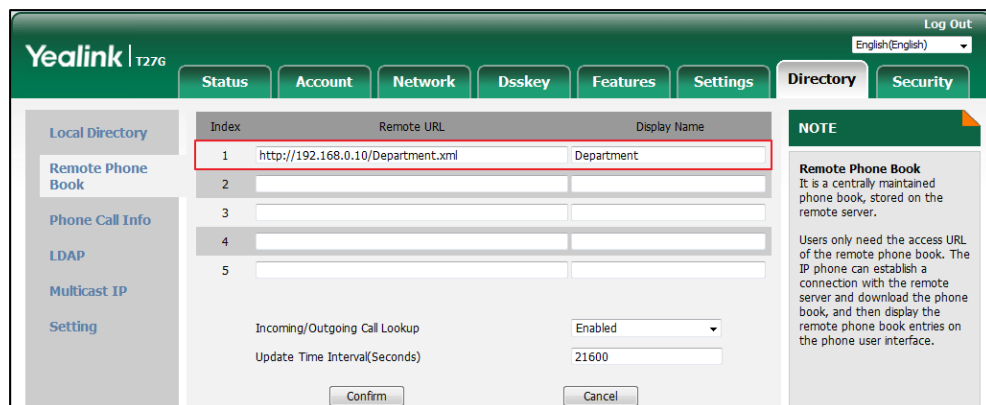 Log Out
Yealink T27G
English(English)
Status Account Network Dsskey Features Settings Directory Security
Local Directory
Remote Phone
Book
Phone Call Info
LDAP
Multicast IP
Setting
Index Remote URL Display Name
1 http://192.168.0.10/Department.xml Department
2
3
4
5
Incoming/Outgoing Call Lookup Enabled
Update Time Interval(Seconds) 21600
Confirm Cancel
NOTE
Remote Phone Book
It is a centrally maintained
phone book, stored on the
remote server.
Users only need the access URL
of the remote phone book. The
IP phone can establish a
connection with the remote
server and download the phone
book, and then display the
remote phone book entries on
the phone user interface.